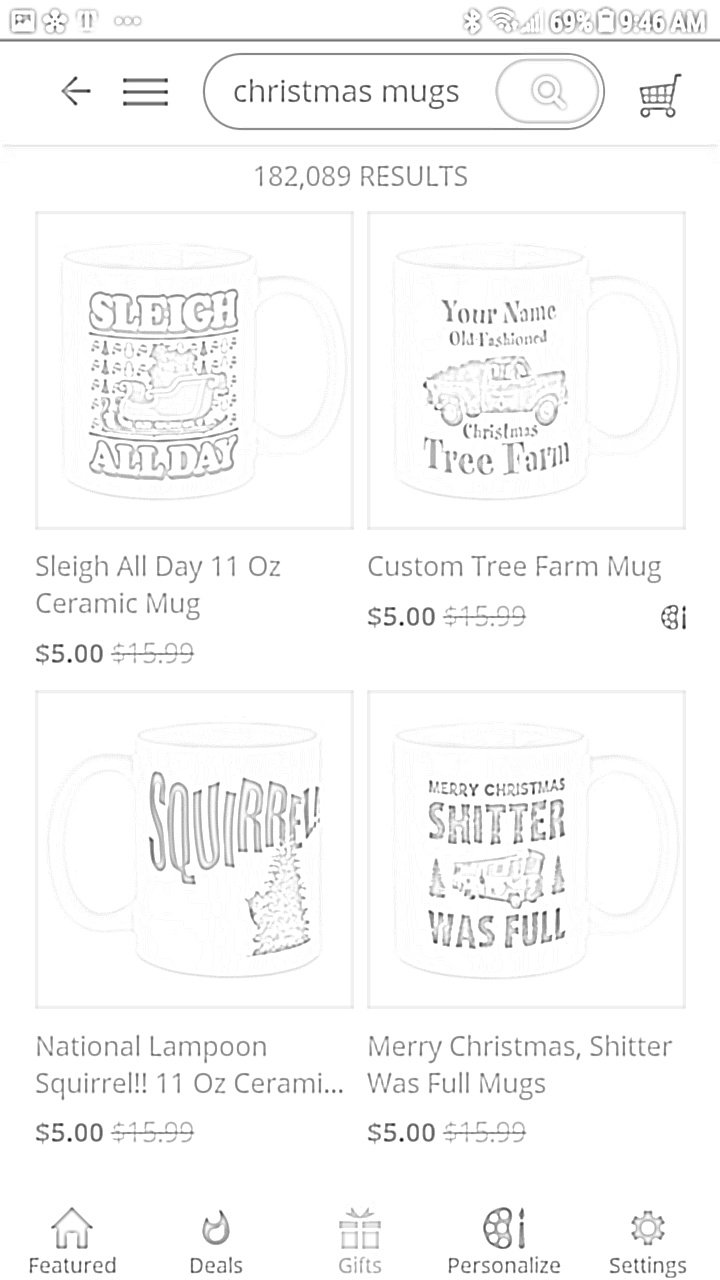 69% 9:46 AM
christmas mugs
182,089 RESULTS
SLEIGH
ALL DAY
Your Name
Old Fashioned
Christmas
Tree Farm
Sleigh All Day 11 Oz
Ceramic Mug
$5.00 $15.99
Custom Tree Farm Mug
$5.00 $15.99
SQUIRREL!
MERRY CHRISTMAS
SHITTER
WAS FULL
National Lampoon
Squirrel!! 11 Oz Cerami...
$5.00 $15.99
Merry Christmas, Shitter
Was Full Mugs
$5.00 $15.99
Featured Deals Gifts Personalize Settings